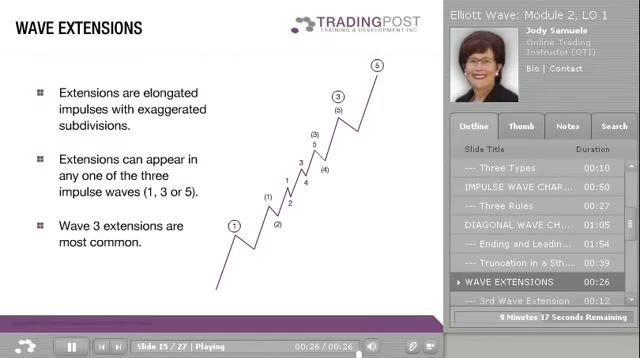 WAVE EXTENSIONS
TRADINGPOST
TRAINING & DEVELOPMENT INC
Extensions are elongated
impulses with exaggerated
subdivisions.
Extensions can appear in
any one of the three
impulse waves (1, 3 or 5).
Wave 3 extensions are
most common.
5
3
(5)
(3)
5
3
(4)
1
4
(1)
2
(2)
1
Elliott Wave: Module 2, LO 1
Jody Samuels
Online Trading
Instructor (OTI)
Bio | Contact
Outline Thumb Notes Search
Slide Title Duration
--- Three Types 00:10
IMPULSE WAVE CHAR... 00:50
--- Three Rules 00:27
DIAGONAL WAVE CH... 01:05
--- Ending and Leadin... 01:54
--- Truncation in a 5th... 00:39
WAVE EXTENSIONS 00:26
--- 3rd Wave Extension 00:12
9 Minutes 17 Seconds Remaining
Slide 15 / 27 | Playing 00:26 / 00:26